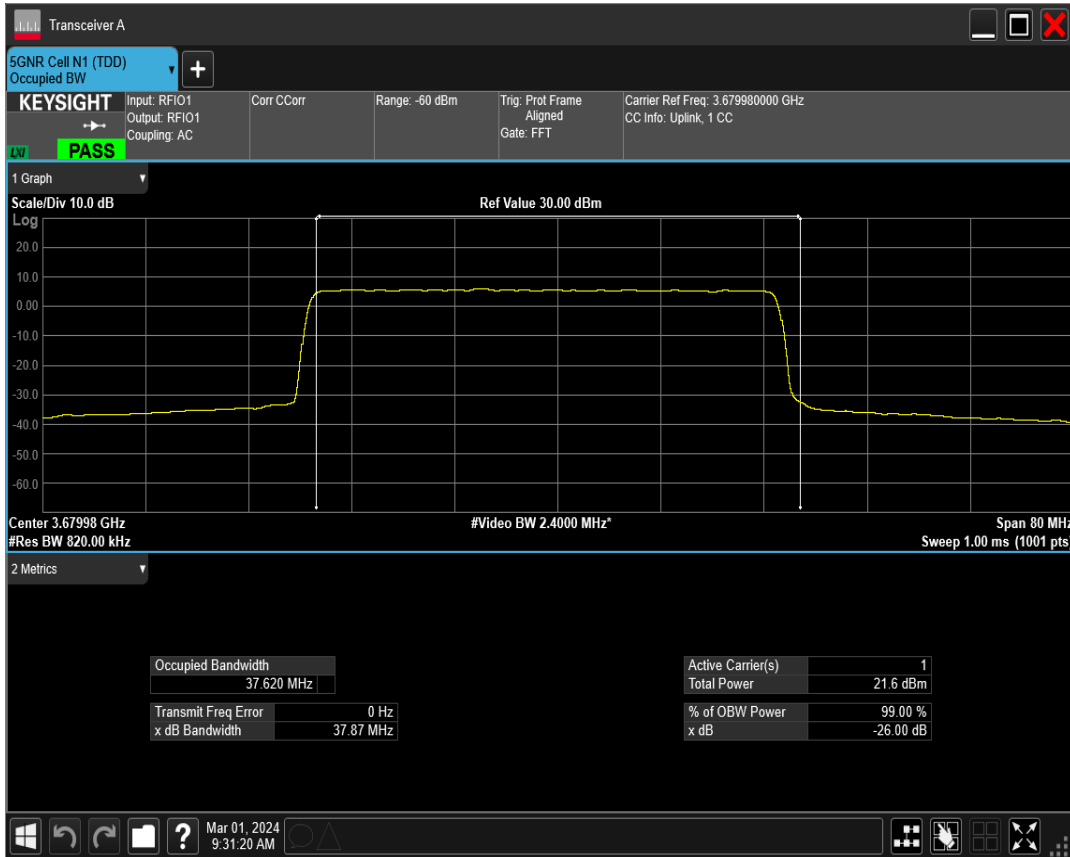 Transceiver A
5GNR Cell N1 (TDD)
Occupied BW
+
KEYSIGHT
LXI
PASS
Input: RFIO1
Output: RFIO1
Coupling: AC
Corr CCorr
Range: -60 dBm
Trig: Prot Frame
Aligned
Gate: FFT
Carrier Ref Freq: 3.679980000 GHz
CC Info: Uplink, 1 CC
1 Graph
Scale/Div 10.0 dB
Ref Value 30.00 dBm
Log
20.0
10.0
0.00
-10.0
-20.0
-30.0
-40.0
-50.0
-60.0
Center 3.67998 GHz
#Video BW 2.4000 MHz*
Span 80 MHz
#Res BW 820.00 kHz
Sweep 1.00 ms (1001 pts)
2 Metrics
Occupied Bandwidth
37.620 MHz
Transmit Freq Error 0 Hz
x dB Bandwidth 37.87 MHz
Active Carrier(s) 1
Total Power 21.6 dBm
% of OBW Power 99.00 %
x dB -26.00 dB
?
Mar 01, 2024
9:31:20 AM